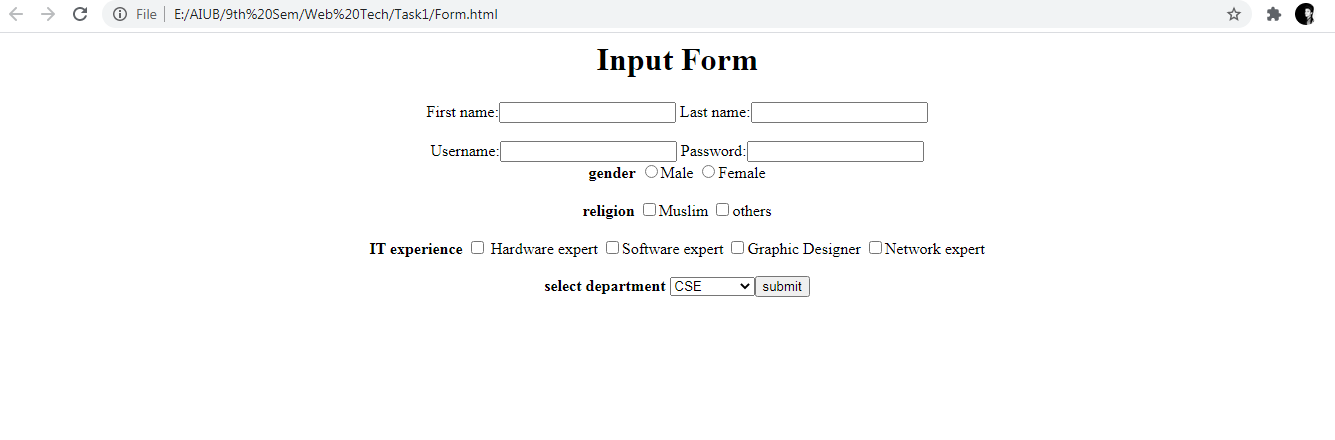 File E:/AIUB/9th%20Sem/Web%20Tech/Task1/Form.html
Input Form
First name: Last name:
Username: Password:
gender Male Female
religion Muslim others
IT experience Hardware expert Software expert Graphic Designer Network expert
select department CSE submit